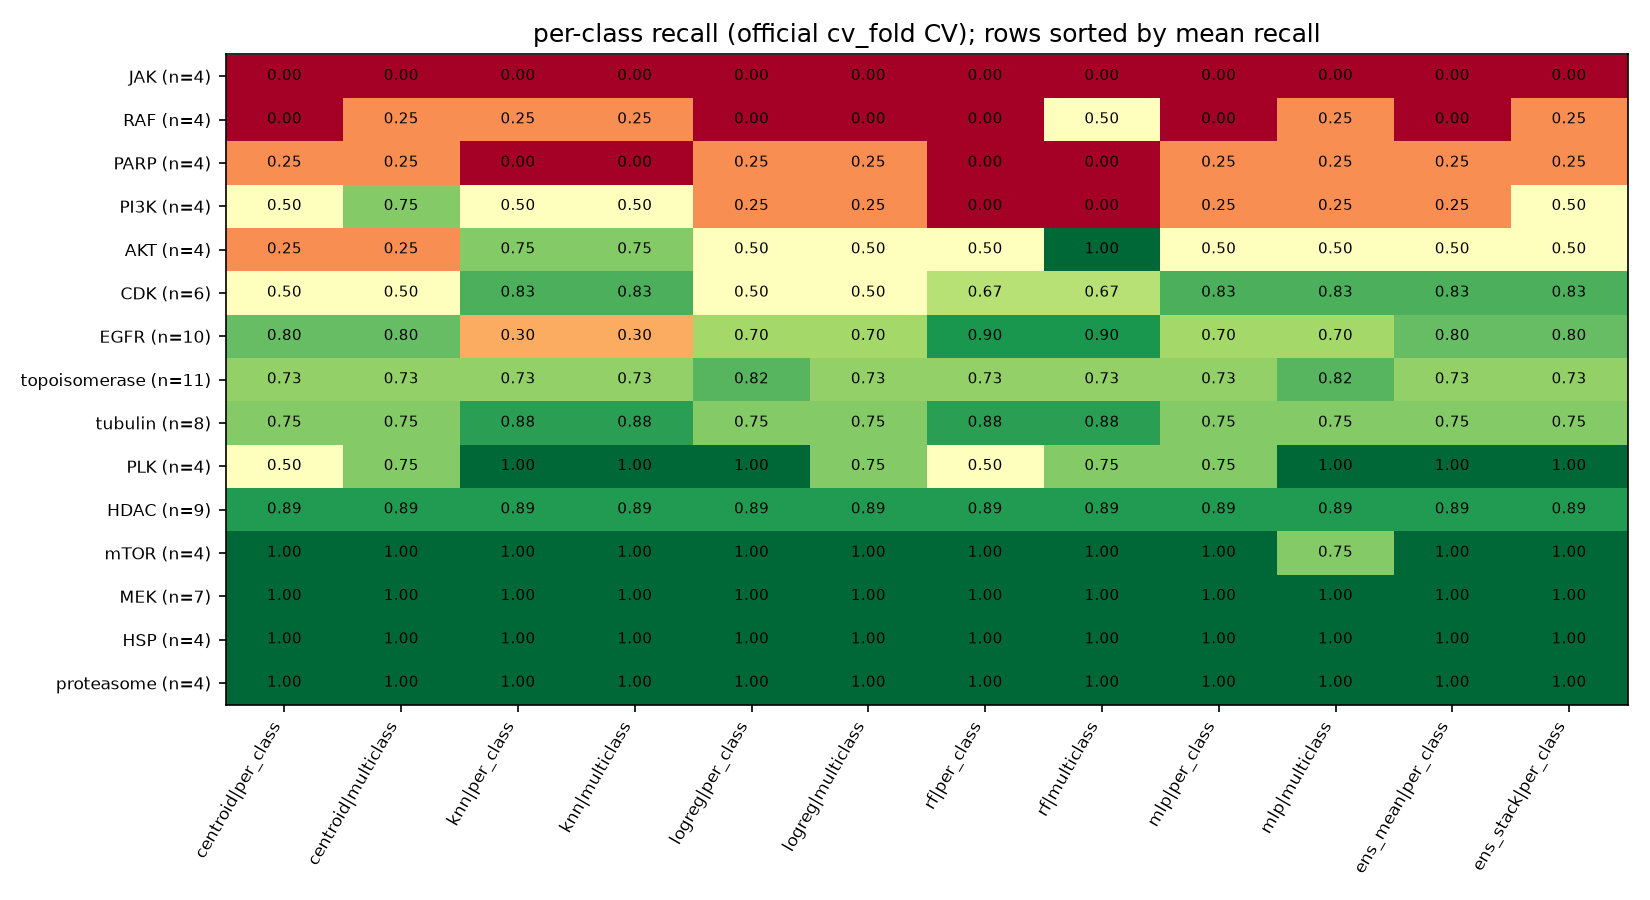 per-class recall (official cv_fold CV); rows sorted by mean recall
JAK (n=4) 0.00 0.00 0.00 0.00 0.00 0.00 0.00 0.00 0.00 0.00 0.00 0.00
RAF (n=4) 0.00 0.25 0.25 0.25 0.00 0.00 0.00 0.50 0.00 0.25 0.00 0.25
PARP (n=4) 0.25 0.25 0.00 0.00 0.25 0.25 0.00 0.00 0.25 0.25 0.25 0.25
PI3K (n=4) 0.50 0.75 0.50 0.50 0.25 0.25 0.00 0.00 0.25 0.25 0.25 0.50
AKT (n=4) 0.25 0.25 0.75 0.75 0.50 0.50 0.50 1.00 0.50 0.50 0.50 0.50
CDK (n=6) 0.50 0.50 0.83 0.83 0.50 0.50 0.67 0.67 0.83 0.83 0.83 0.83
EGFR (n=10) 0.80 0.80 0.30 0.30 0.70 0.70 0.90 0.90 0.70 0.70 0.80 0.80
topoisomerase (n=11) 0.73 0.73 0.73 0.73 0.82 0.73 0.73 0.73 0.73 0.82 0.73 0.73
tubulin (n=8) 0.75 0.75 0.88 0.88 0.75 0.75 0.88 0.88 0.75 0.75 0.75 0.75
PLK (n=4) 0.50 0.75 1.00 1.00 1.00 0.75 0.50 0.75 0.75 1.00 1.00 1.00
HDAC (n=9) 0.89 0.89 0.89 0.89 0.89 0.89 0.89 0.89 0.89 0.89 0.89 0.89
mTOR (n=4) 1.00 1.00 1.00 1.00 1.00 1.00 1.00 1.00 1.00 0.75 1.00 1.00
MEK (n=7) 1.00 1.00 1.00 1.00 1.00 1.00 1.00 1.00 1.00 1.00 1.00 1.00
HSP (n=4) 1.00 1.00 1.00 1.00 1.00 1.00 1.00 1.00 1.00 1.00 1.00 1.00
proteasome (n=4) 1.00 1.00 1.00 1.00 1.00 1.00 1.00 1.00 1.00 1.00 1.00 1.00
centroid|per_class
centroid|multiclass
knn|per_class
knn|multiclass
logreg|per_class
logreg|multiclass
rf|per_class
rf|multiclass
mlp|per_class
mlp|multiclass
ens_mean|per_class
ens_stack|per_class